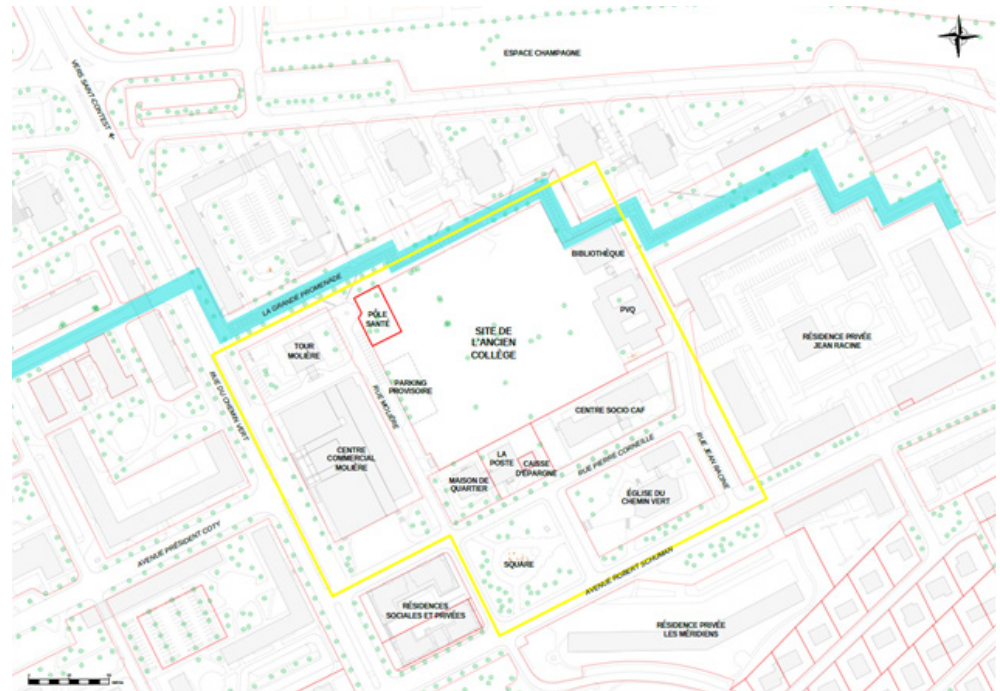 ESPACE CHAMPAGNE
VERS SAINT-CONTEST
LA GRANDE PROMENADE
BIBLIOTHÈQUE
PÔLE
SANTÉ
PVQ
SITE DE
L'ANCIEN
COLLÈGE
TOUR
MOLIÈRE
RÉSIDENCE PRIVÉE
JEAN RACINE
RUE DU CHEMIN VERT
PARKING
PROVISOIRE
RUE MOLIÈRE
CENTRE SOCIO CAF
CENTRE
COMMERCIAL
MOLIÈRE
LA
POSTE
CAISSE
D'ÉPARGNE
RUE PIERRE CORNEILLE
RUE JEAN RACINE
MAISON DE
QUARTIER
ÉGLISE DU
CHEMIN VERT
AVENUE PRÉSIDENT COTY
SQUARE
AVENUE ROBERT SCHUMAN
RÉSIDENCES
SOCIALES ET PRIVÉES
RÉSIDENCE PRIVÉE
LES MÉRIDIENS